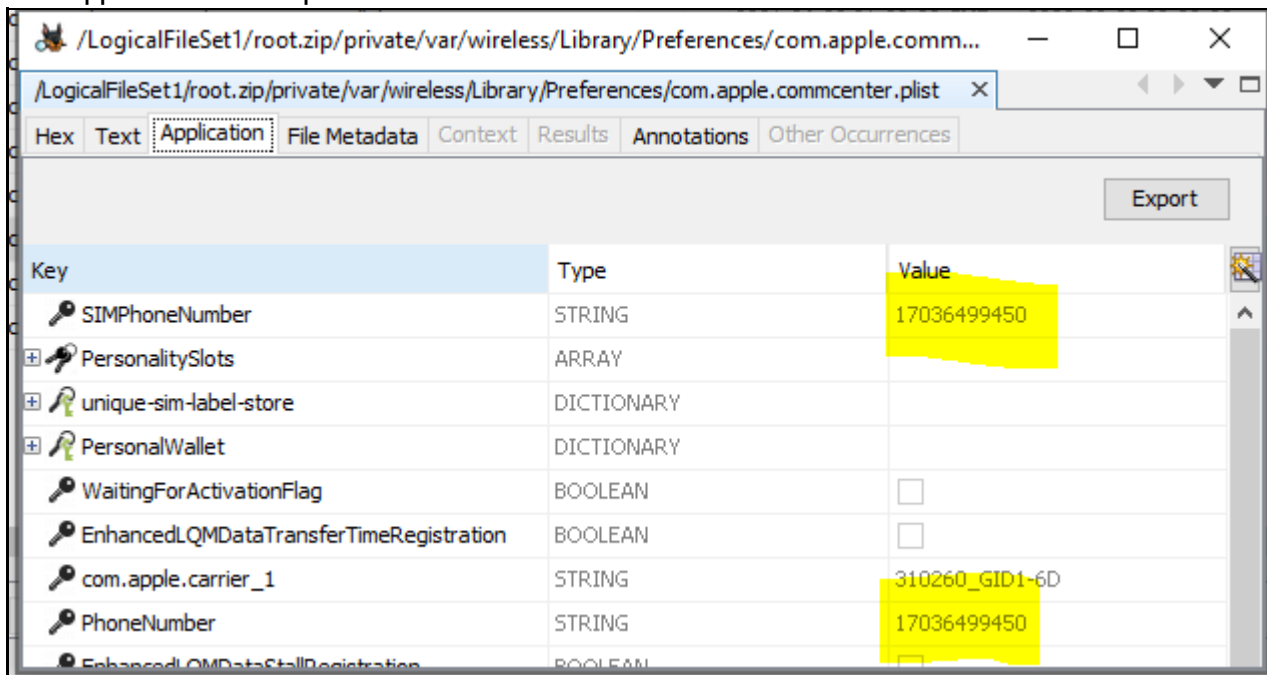 /LogicalFileSet1/root.zip/private/var/wireless/Library/Preferences/com.apple.comm...
/LogicalFileSet1/root.zip/private/var/wireless/Library/Preferences/com.apple.commcenter.plist
Hex Text Application File Metadata Context Results Annotations Other Occurrences
Export
Key Type Value
SIMPhoneNumber STRING 17036499450
PersonalitySlots ARRAY
unique-sim-label-store DICTIONARY
PersonalWallet DICTIONARY
WaitingForActivationFlag BOOLEAN
EnhancedLQMDataTransferTimeRegistration BOOLEAN
com.apple.carrier_1 STRING 310260_GID1-6D
PhoneNumber STRING 17036499450
EnhancedLQMDataStallRegistration BOOLEAN